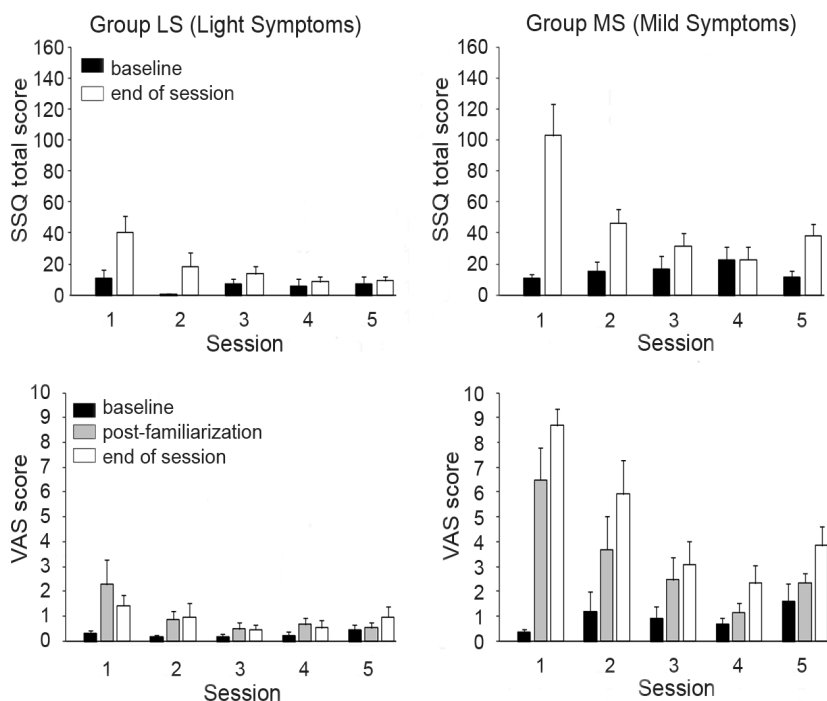 Group LS (Light Symptoms)
SSQ total score
160
140
120
100
80
60
40
20
0
baseline
end of session
1 2 3 4 5
Session
Group MS (Mild Symptoms)
SSQ total score
160
140
120
100
80
60
40
20
0
1 2 3 4 5
Session
VAS score
10
9
8
7
6
5
4
3
2
1
0
baseline
post-familiarization
end of session
1 2 3 4 5
Session
VAS score
10
9
8
7
6
5
4
3
2
1
0
1 2 3 4 5
Session